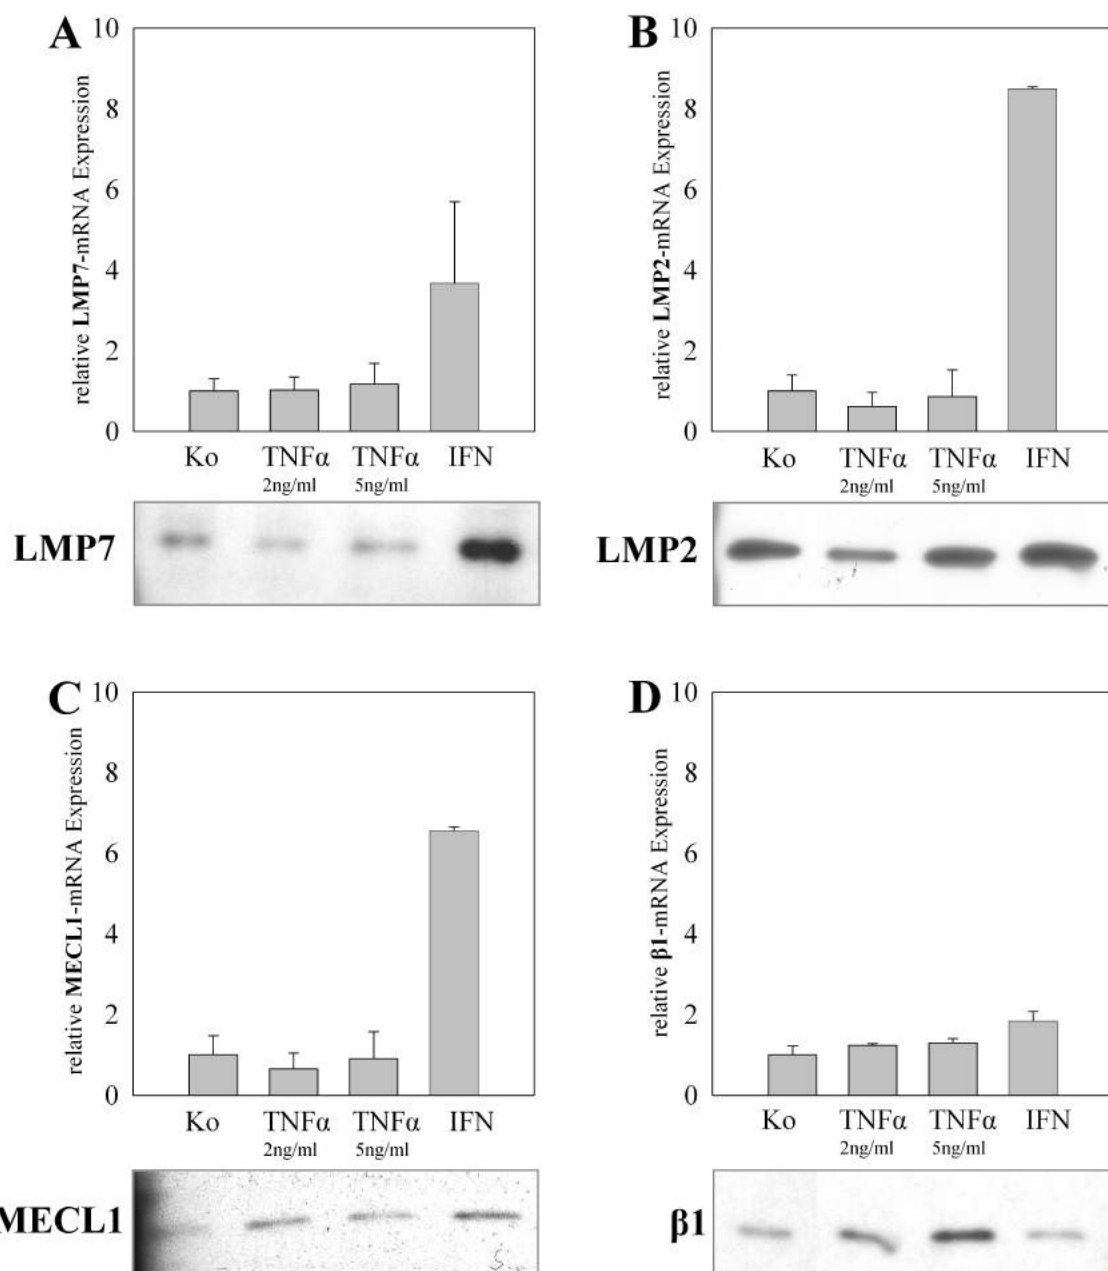 A
relative LMP7-mRNA Expression
10
8
6
4
2
0
Ko TNFα TNFα IFN
2ng/ml 5ng/ml
LMP7
B
relative LMP2-mRNA Expression
10
8
6
4
2
0
Ko TNFα TNFα IFN
2ng/ml 5ng/ml
LMP2
C
relative MECL1-mRNA Expression
10
8
6
4
2
0
Ko TNFα TNFα IFN
2ng/ml 5ng/ml
MECL1
D
relative β1-mRNA Expression
10
8
6
4
2
0
Ko TNFα TNFα IFN
2ng/ml 5ng/ml
β1